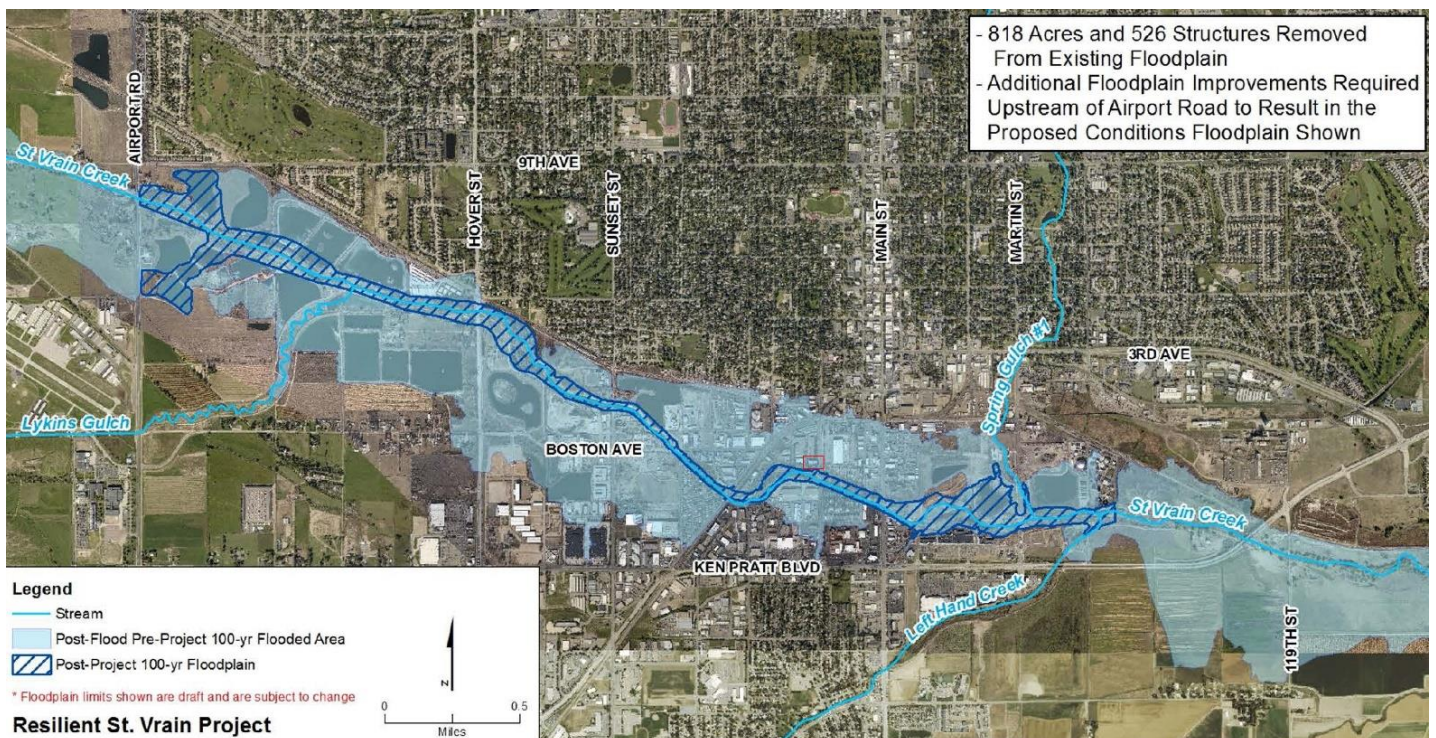 - 818 Acres and 526 Structures Removed
From Existing Floodplain
- Additional Floodplain Improvements Required
Upstream of Airport Road to Result in the
Proposed Conditions Floodplain Shown
AIRPORT RD
St Vrain Creek
9TH AVE
HOVER ST
SUNSET ST
MAIN ST
MARTIN ST
Spring Gulch #1
3RD AVE
Lykins Gulch
BOSTON AVE
St Vrain Creek
KEN PRATT BLVD
Left Hand Creek
119TH ST
Legend
Stream
Post-Flood Pre-Project 100-yr Flooded Area
Post-Project 100-yr Floodplain
* Floodplain limits shown are draft and are subject to change
Resilient St. Vrain Project
N
0 0.5
Miles